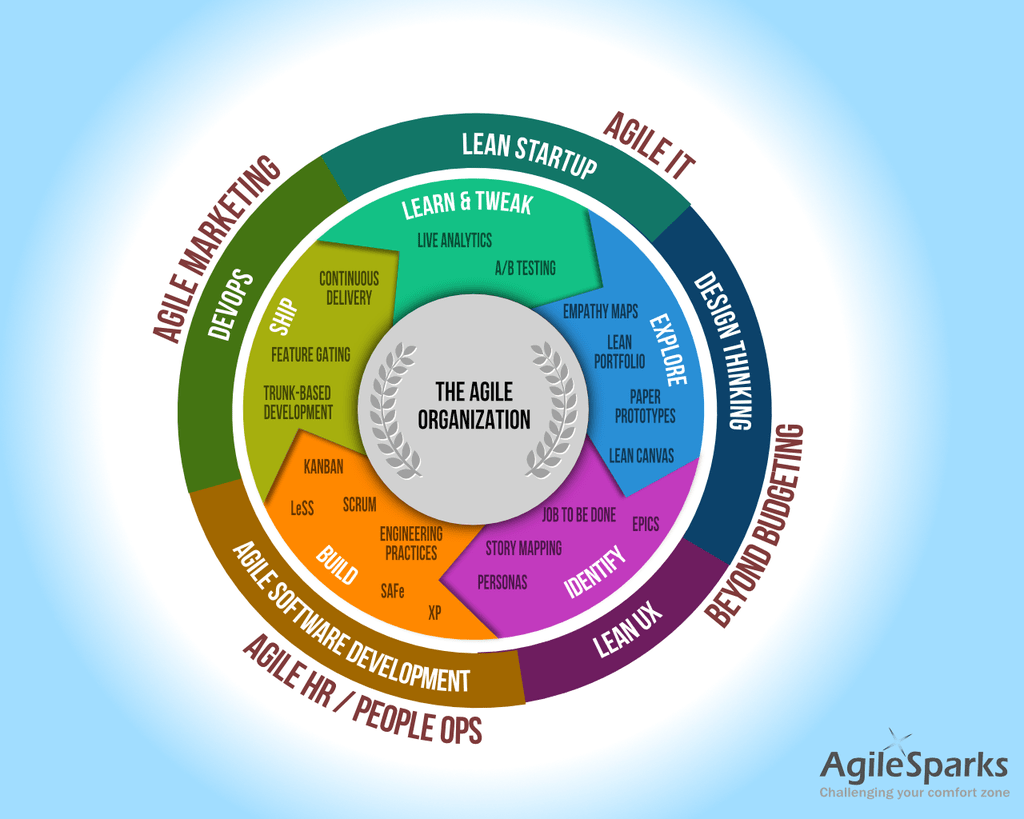 AGILE IT
LEAN STARTUP
AGILE MARKETING
LEARN & TWEAK
LIVE ANALYTICS
A/B TESTING
DEVOPS
SHIP
CONTINUOUS
DELIVERY
FEATURE GATING
TRUNK-BASED
DEVELOPMENT
DESIGN THINKING
EXPLORE
EMPATHY MAPS
LEAN
PORTFOLIO
PAPER
PROTOTYPES
LEAN CANVAS
THE AGILE
ORGANIZATION
BEYOND BUDGETING
KANBAN
LeSS
SCRUM
ENGINEERING
PRACTICES
BUILD
SAFe
XP
JOB TO BE DONE
EPICS
STORY MAPPING
PERSONAS
IDENTIFY
LEAN UX
AGILE SOFTWARE DEVELOPMENT
AGILE HR / PEOPLE OPS
AgileSparks
Challenging your comfort zone